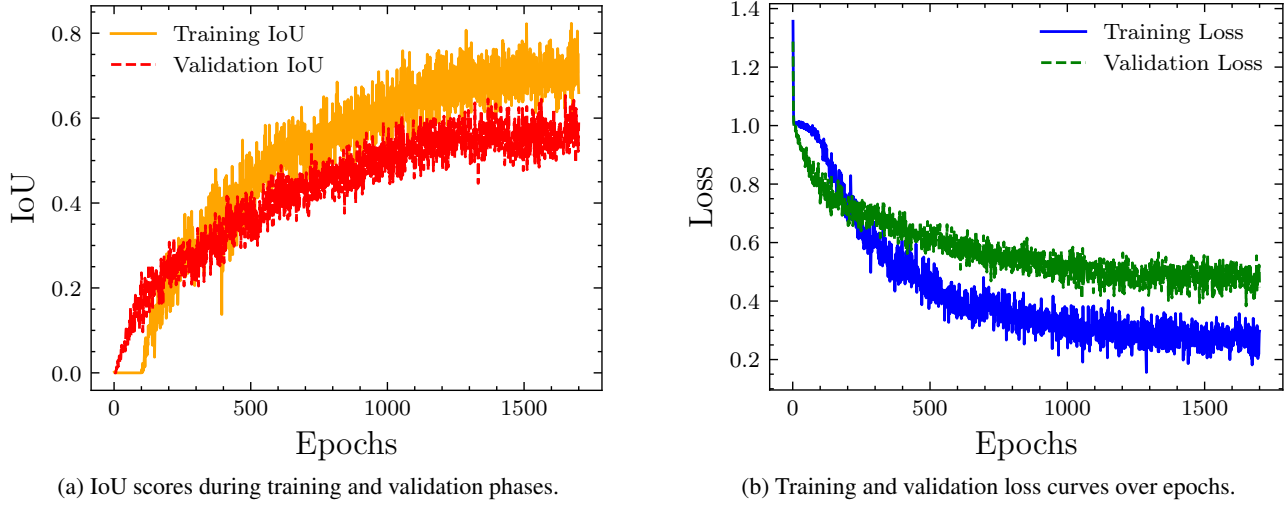 Training IoU
Validation IoU
0.8
0.6
0.4
0.2
0.0
IoU
0
500
1000
1500
Epochs
(a) IoU scores during training and validation phases.
Training Loss
Validation Loss
1.4
1.2
1.0
0.8
0.6
0.4
0.2
Loss
0
500
1000
1500
Epochs
(b) Training and validation loss curves over epochs.